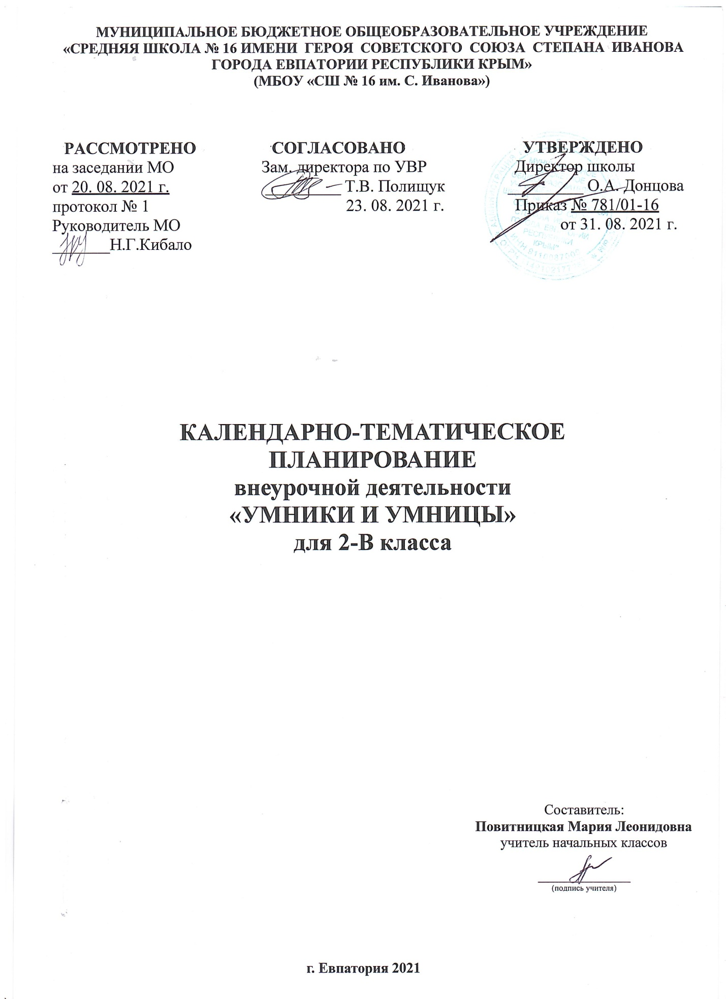 МУНИЦИПАЛЬНОЕ БЮДЖЕТНОЕ ОБЩЕОБРАЗОВАТЕЛЬНОЕ УЧРЕЖДЕНИЕ
«СРЕДНЯЯ ШКОЛА № 16 ИМЕНИ ГЕРОЯ СОВЕТСКОГО СОЮЗА СТЕПАНА ИВАНОВА
ГОРОДА ЕВПАТОРИИ РЕСПУБЛИКИ КРЫМ»
(МБОУ «СШ № 16 им. С. Иванова»)
РАССМОТРЕНО
на заседании МО
от 20. 08. 2021 г.
протокол № 1
Руководитель МО
Н.Г.Кибало
СОГЛАСОВАНО
Зам. директора по УВР
Т.В. Полищук
23. 08. 2021 г.
УТВЕРЖДЕНО
Директор школы
О.А. Донцова
Приказ № 781/01-16
от 31. 08. 2021 г.
РЕСПУБЛИКИ
КРЫМ"
КАЛЕНДАРНО-ТЕМАТИЧЕСКОЕ
ПЛАНИРОВАНИЕ
внеурочной деятельности
«УМНИКИ И УМНИЦЫ»
для 2-В класса
Составитель:
Повитницкая Мария Леонидовна
учитель начальных классов
(подпись учителя)
г. Евпатория 2021